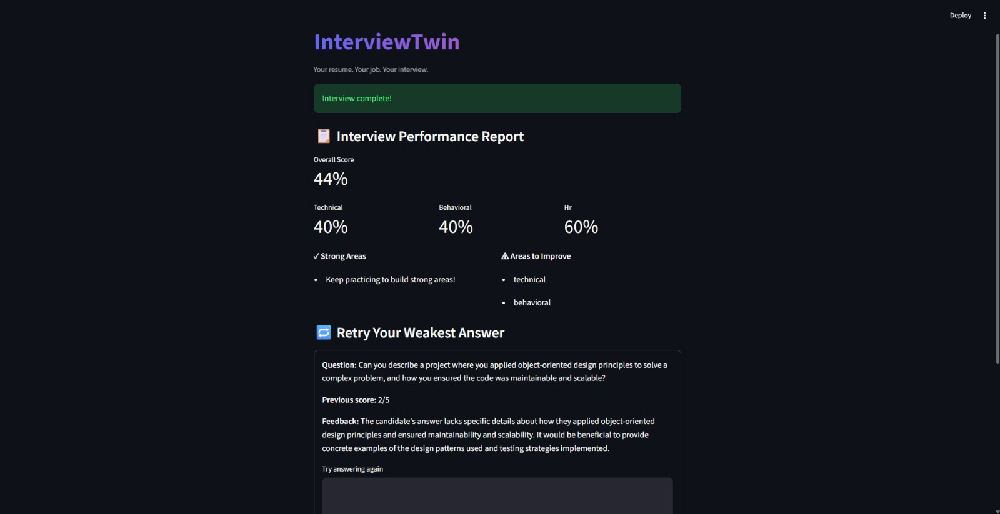 Deploy
InterviewTwin
Your resume. Your job. Your interview.
Interview complete!
Interview Performance Report
Overall Score
44%
Technical Behavioral Hr
40% 40% 60%
✓ Strong Areas
• Keep practicing to build strong areas!
⚠ Areas to Improve
• technical
• behavioral
Retry Your Weakest Answer
Question: Can you describe a project where you applied object-oriented design principles to solve a
complex problem, and how you ensured the code was maintainable and scalable?
Previous score: 2/5
Feedback: The candidate's answer lacks specific details about how they applied object-oriented
design principles and ensured maintainability and scalability. It would be beneficial to provide
concrete examples of the design patterns used and testing strategies implemented.
Try answering again